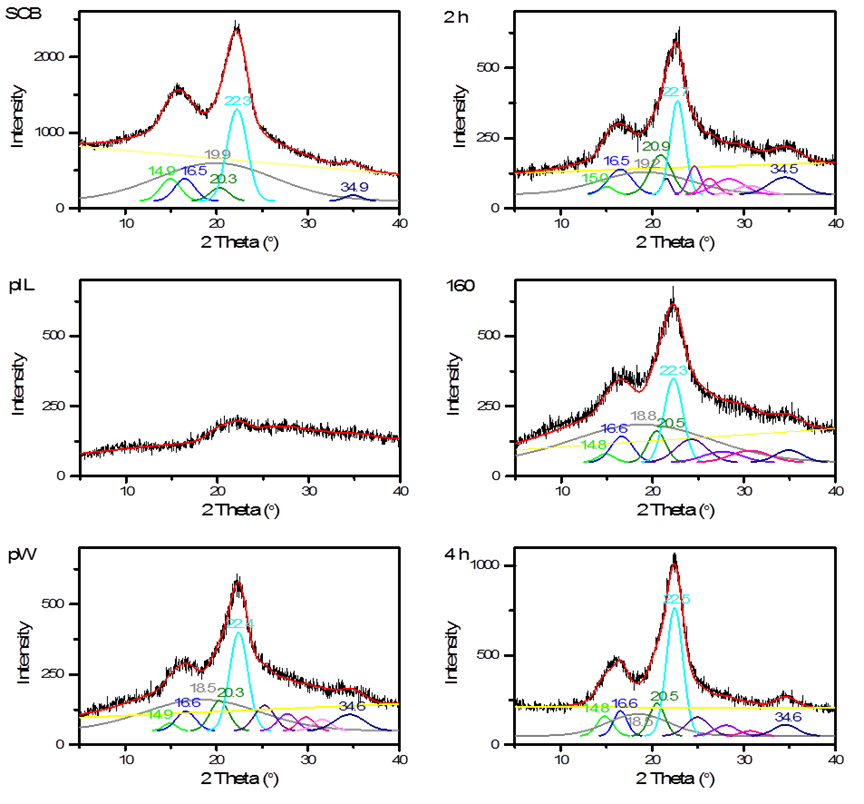 SCB
Intensity
2000
1000
0
22.3
19.9
14.9 16.5
20.3
34.9
10 20 30 40
2 Theta (°)
2 h
Intensity
500
250
0
22.7
20.9
16.5
34.5
10 20 30 40
2 Theta (°)
pIL
Intensity
500
250
0
10 20 30 40
2 Theta (°)
160
Intensity
500
250
0
22.3
18.8
16.6 20.5
14.8
10 20 30 40
2 Theta (°)
pW
Intensity
500
250
0
22.4
18.5
20.3
16.6
14.9
34.6
10 20 30 40
2 Theta (°)
4 h
Intensity
1000
500
0
22.5
20.5
14.8 16.6
18.5
34.6
10 20 30 40
2 Theta (°)